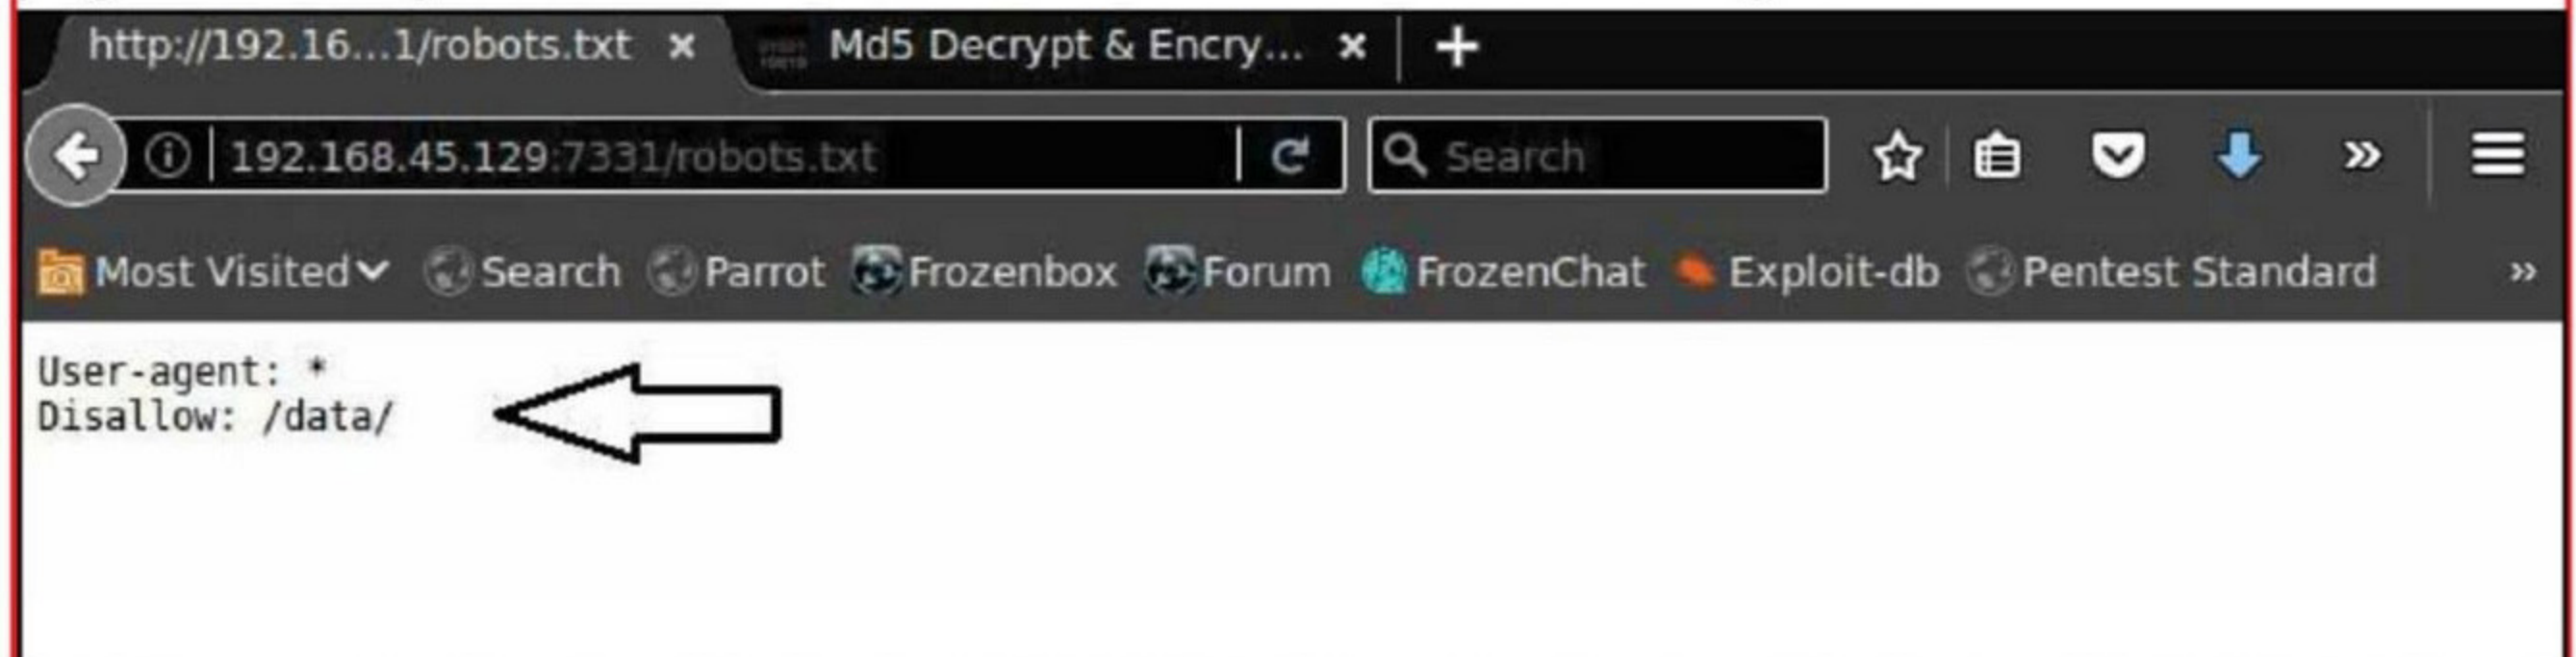 http://192.16...1/robots.txt Md5 Decrypt & Encry...
192.168.45.129:7331/robots.txt Search
Most Visited Search Parrot Frozenbox Forum FrozenChat Exploit-db Pentest Standard
User-agent: *
Disallow: /data/